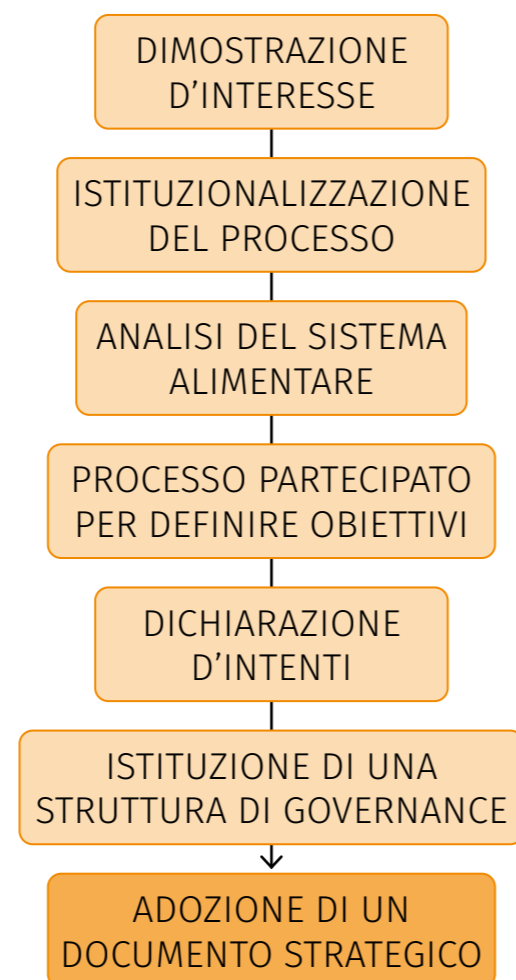 DIMOSTRAZIONE
D’INTERESSE
ISTITUZIONALIZZAZIONE
DEL PROCESSO
ANALISI DEL SISTEMA
ALIMENTARE
PROCESSO PARTECIPATO
PER DEFINIRE OBIETTIVI
DICHIARAZIONE
D’INTENTI
ISTITUZIONE DI UNA
STRUTTURA DI GOVERNANCE
ADOZIONE DI UN
DOCUMENTO STRATEGICO